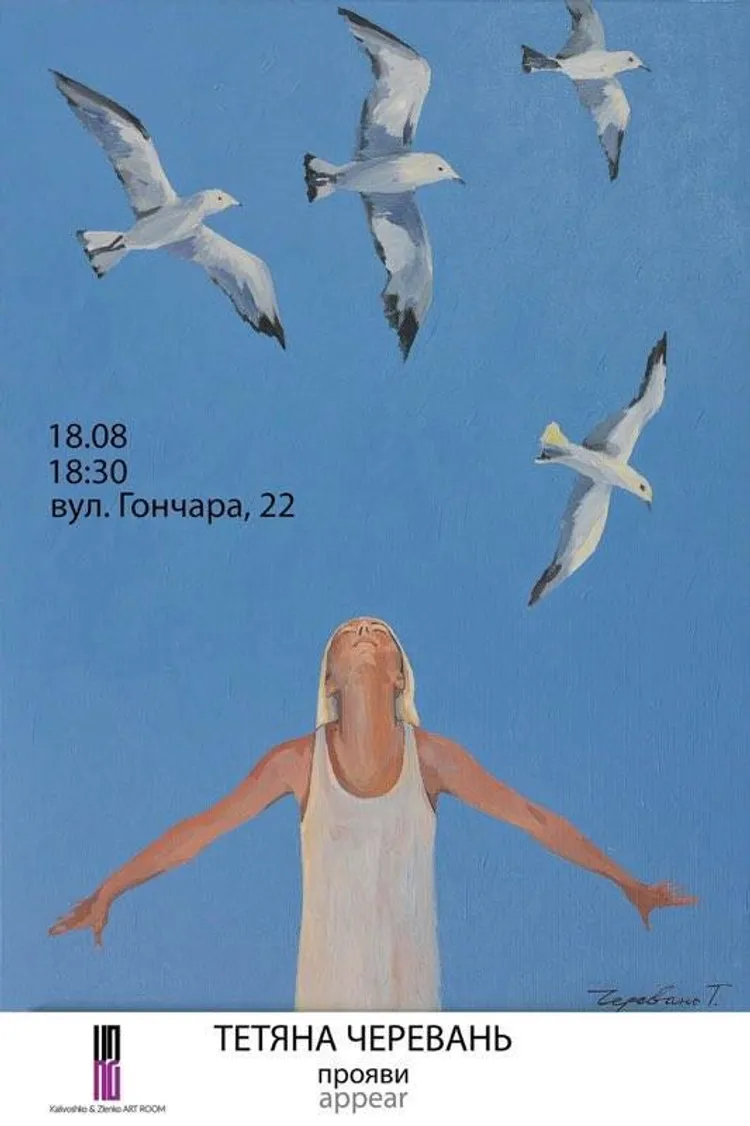 18.08
18:30
вул. Гончара, 22
Черевань Т.
ТЕТЯНА ЧЕРЕВАНЬ
прояви
appear
Kalivoshko & Zlenko ART ROOM